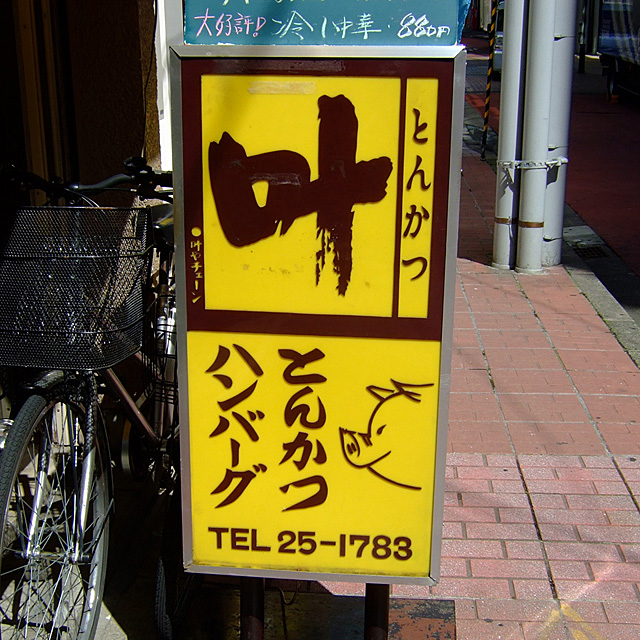 大好評! 冷し中華 880円
とんかつ
叶
叶やチェーン
とんかつ
ハンバーグ
TEL 25-1783